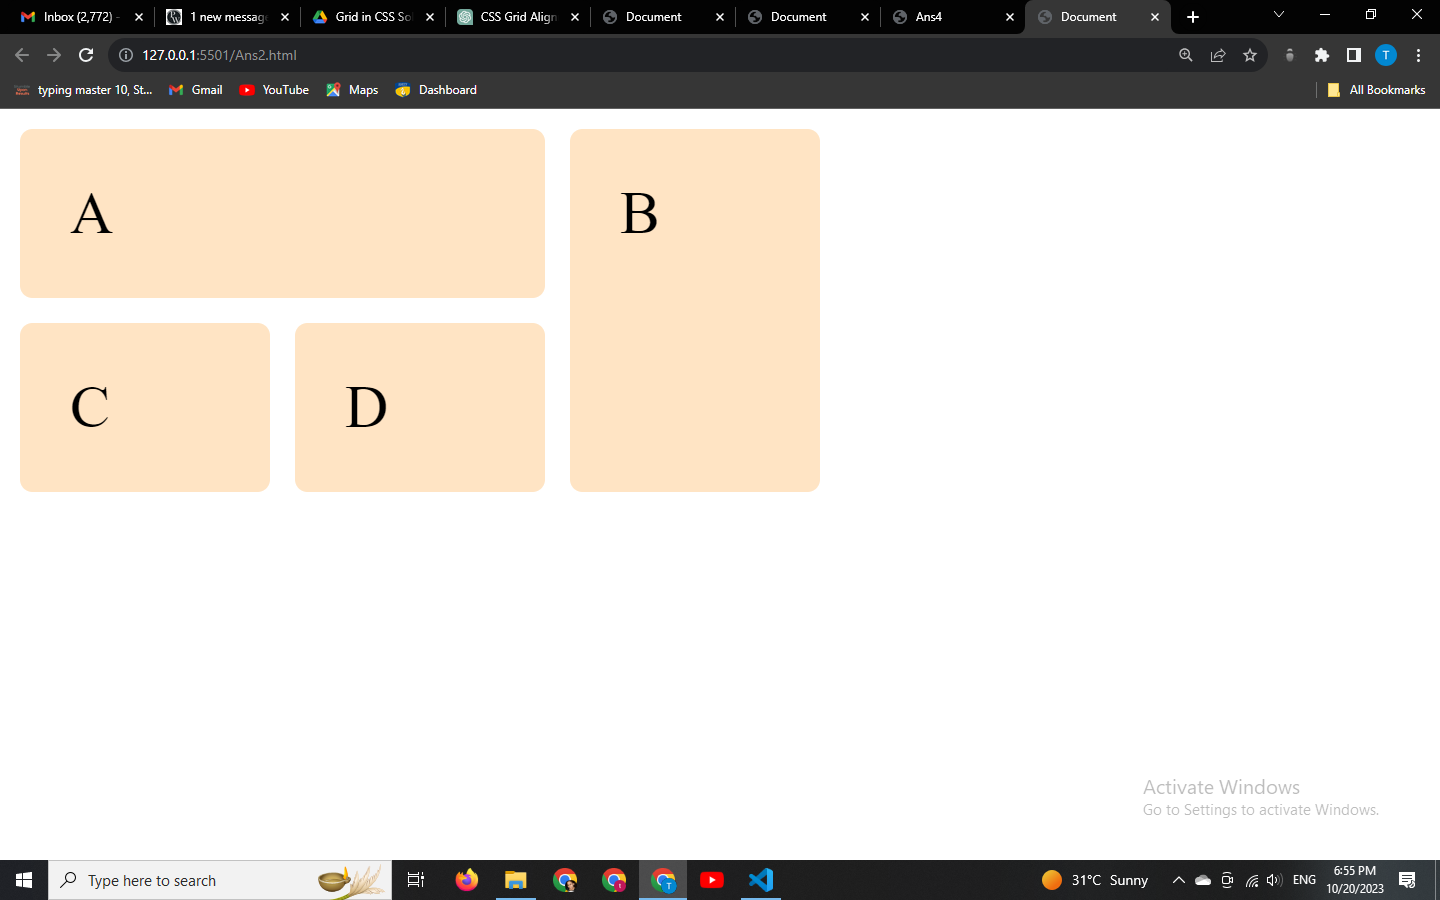 Inbox (2,772) -
1 new message
Grid in CSS Sol
CSS Grid Align
Document
Document
Ans4
Document
127.0.0.1:5501/Ans2.html
T
typing master 10, St...
Gmail
YouTube
Maps
Dashboard
All Bookmarks
A
B
C
D
Activate Windows
Go to Settings to activate Windows.
Type here to search
31°C Sunny
ENG
6:55 PM
10/20/2023